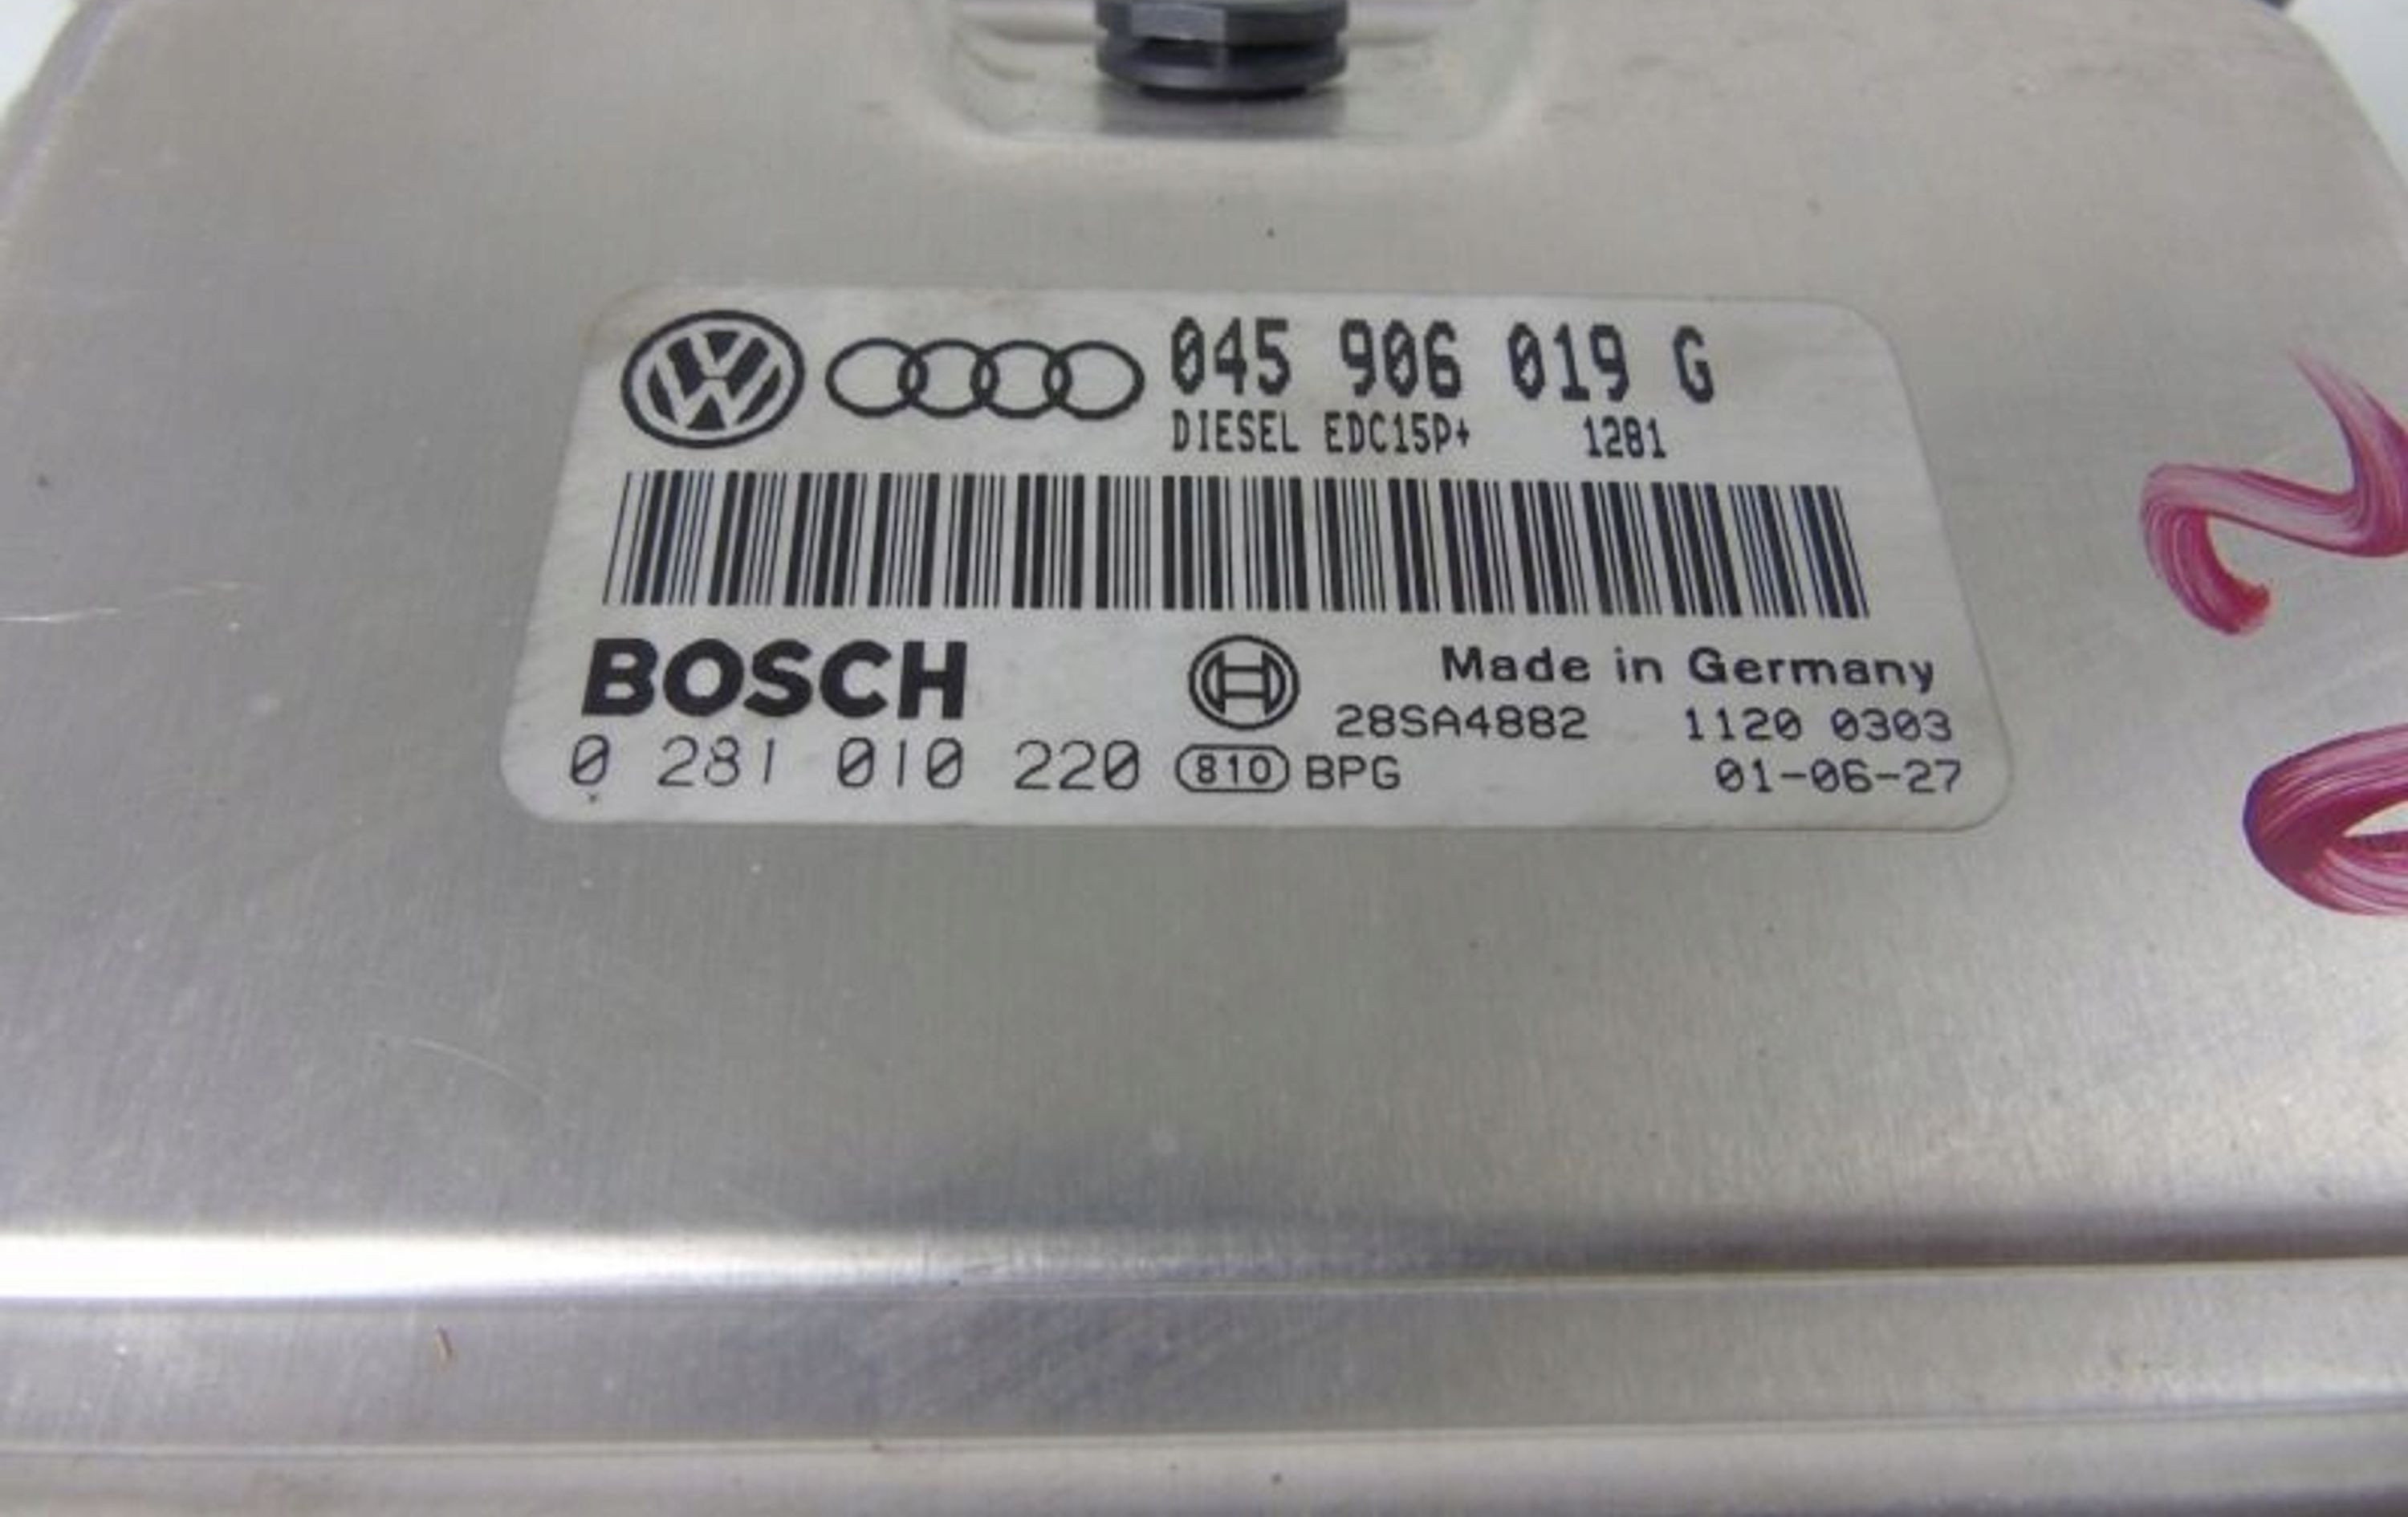 045 906 019 G
DIESEL EDC15P+ 1281
BOSCH
Made in Germany
28SA4882 1120 0303
0 281 010 220 810 BPG 01-06-27
2